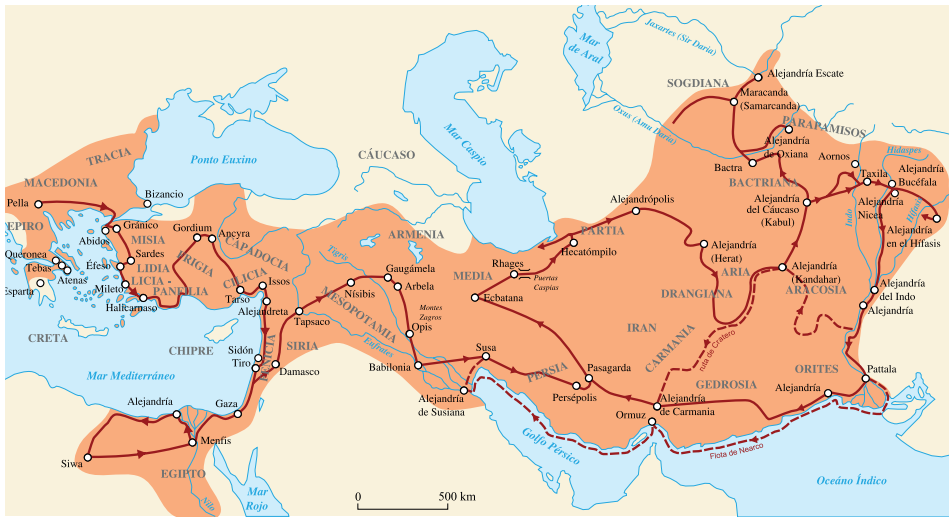 Jaxartes (Sir Daria)
Mar
de Aral
SOGDIANA
Alejandría Escate
Maracanda
(Samarcanda)
Oxus (Amu Daria)
PARAPAMISOS
Mar Caspio
Alejandría
de Oxiana
Hidaspes
TRACIA
Ponto Euxino
CÁUCASO
Aornos
Bactra
BACTRIANA
Taxila
Alejandría
Bucéfala
MACEDONIA
Bizancio
Pella
Alejandrópolis
Alejandría
del Cáucaso
(Kabul)
Indo
Alejandría
Nicea
Hífasis
Alejandría
en el Hífasis
EPIRO
Gránico
Abidos
MISIA
Gordium
Ancyra
CAPADOCIA
ARMENIA
PARTIA
Hecatómpilo
Alejandría
(Herat)
Queronea
Tebas
Atenas
Sardes
Éfeso
LIDIA
FRIGIA
Tigris
Gaugámela
Rhages
MEDIA
Puertas
Caspias
ARIA
Alejandría
(Kandahar)
Esparta
Mileto
LICIA -
PANFILIA
CILICIA
Issos
Tarso
Nísibis
Arbela
Ecbatana
DRANGIANA
ARACOSIA
Alejandría
del Indo
Halicarnaso
Alejandreta
Tapsaco
MESOPOTAMIA
Montes
Zagros
Alejandría
CRETA
CHIPRE
SIRIA
Eufrates
Opis
IRAN
CARMANIA
ruta de Crátero
Sidón
Tiro
FENICIA
Damasco
Babilonia
Susa
PERSIA
Pasagarda
ORITES
Pattala
Mar Mediterráneo
GEDROSIA
Alejandría
de Susiana
Persépolis
Alejandría
Alejandría
Gaza
Ormuz
Alejandría
de Carmania
Menfis
Golfo Pérsico
Flota de Nearco
Siwa
EGIPTO
Nilo
Mar
Rojo
0
500 km
Oceáno Índico